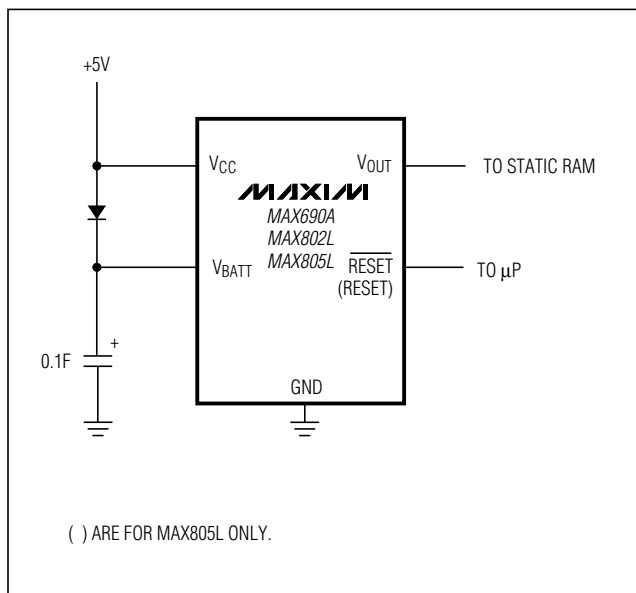 +5V
VCC
VOUT
TO STATIC RAM
MAXIM
MAX690A
MAX802L
MAX805L
VBATT
RESET
(RESET)
TO μP
0.1F
+
GND
( ) ARE FOR MAX805L ONLY.